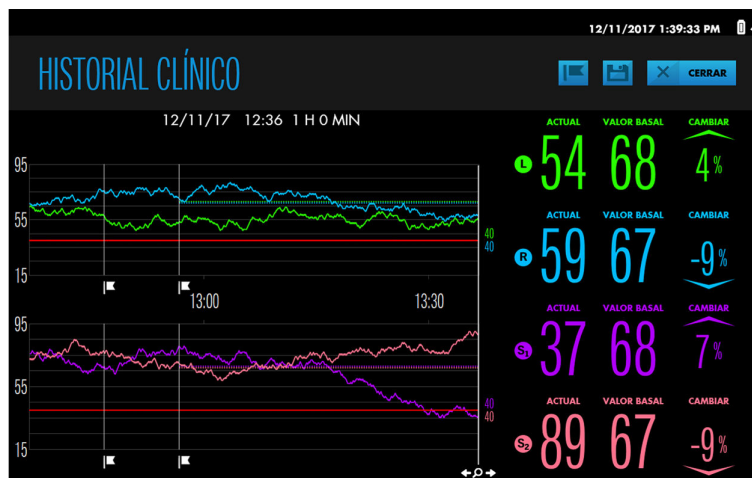 12/11/2017 1:39:33 PM
HISTORIAL CLÍNICO
CERRAR
12/11/17 12:36 1 H 0 MIN
95
55
15
40
40
13:00
13:30
95
55
15
40
40
ACTUAL VALOR BASAL CAMBIAR
L 54 68 4%
ACTUAL VALOR BASAL CAMBIAR
R 59 67 -9%
ACTUAL VALOR BASAL CAMBIAR
S1 37 68 7%
ACTUAL VALOR BASAL CAMBIAR
S2 89 67 -9%